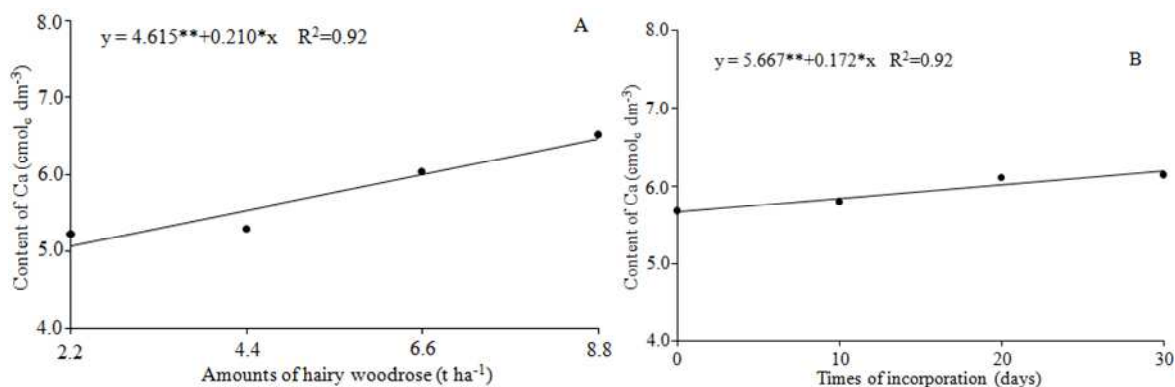 y = 4.615**+0.210*x R²=0.92
A
8.0
7.0
6.0
5.0
4.0
Content of Ca (cmolc dm-3)
2.2 4.4 6.6 8.8
Amounts of hairy woodrose (t ha-1)
y = 5.667**+0.172*x R²=0.92
B
8.0
7.0
6.0
5.0
4.0
Content of Ca (cmolc dm-3)
0 10 20 30
Times of incorporation (days)